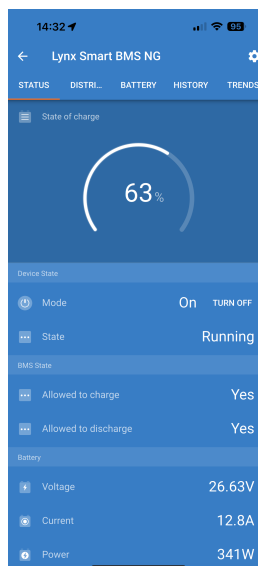 14:32 95
Lynx Smart BMS NG
STATUS DISTRI... BATTERY HISTORY TRENDS
State of charge
63%
Device State
Mode On TURN OFF
State Running
BMS State
Allowed to charge Yes
Allowed to discharge Yes
Battery
Voltage 26.63V
Current 12.8A
Power 341W